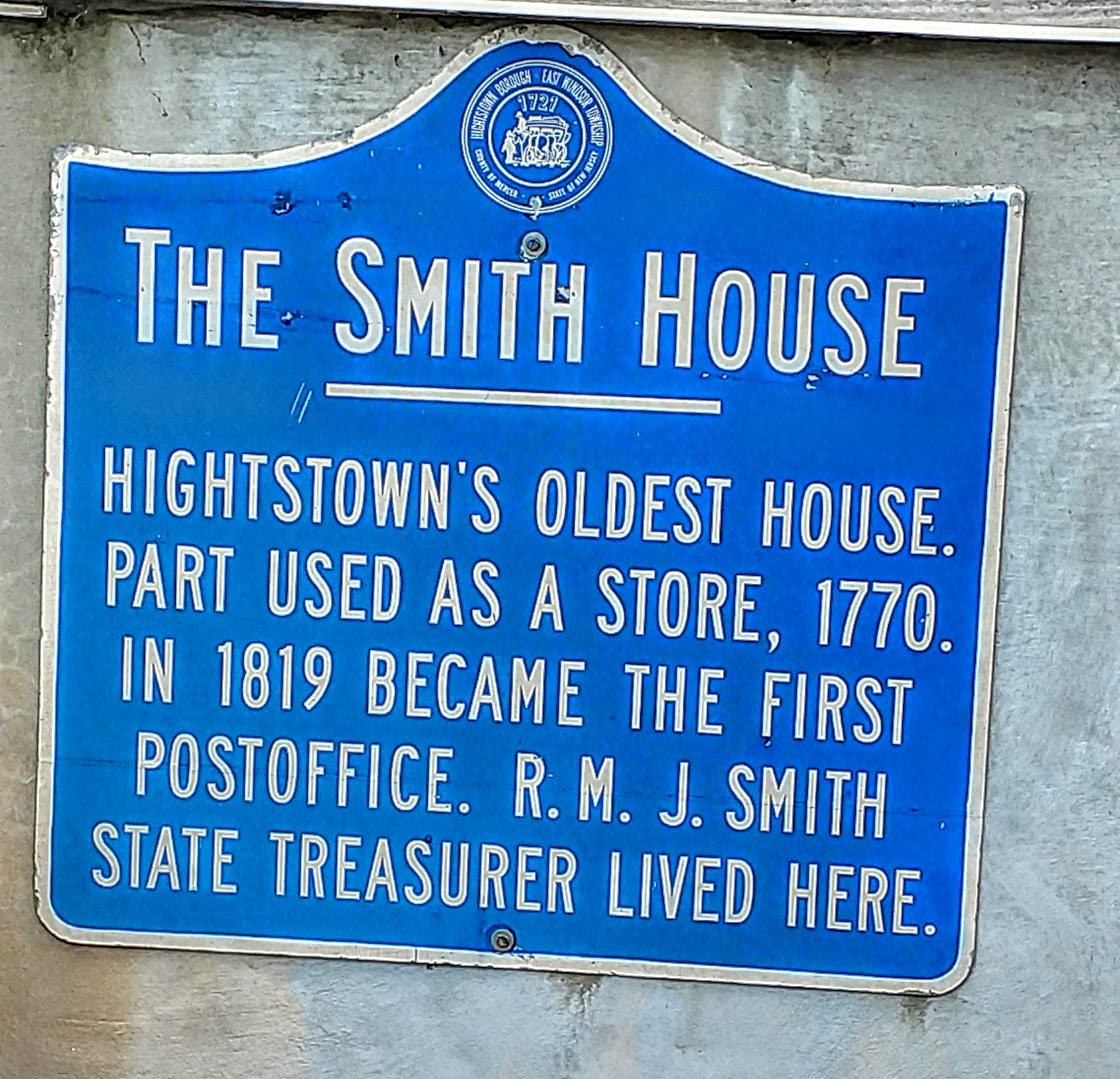 HIGHTSTOWN BOROUGH - EAST WINDSOR TOWNSHIP
1721
COUNTY OF MERCER - STATE OF NEW JERSEY
THE SMITH HOUSE
HIGHTSTOWN'S OLDEST HOUSE.
PART USED AS A STORE, 1770.
IN 1819 BECAME THE FIRST
POSTOFFICE. R. M. J. SMITH
STATE TREASURER LIVED HERE.